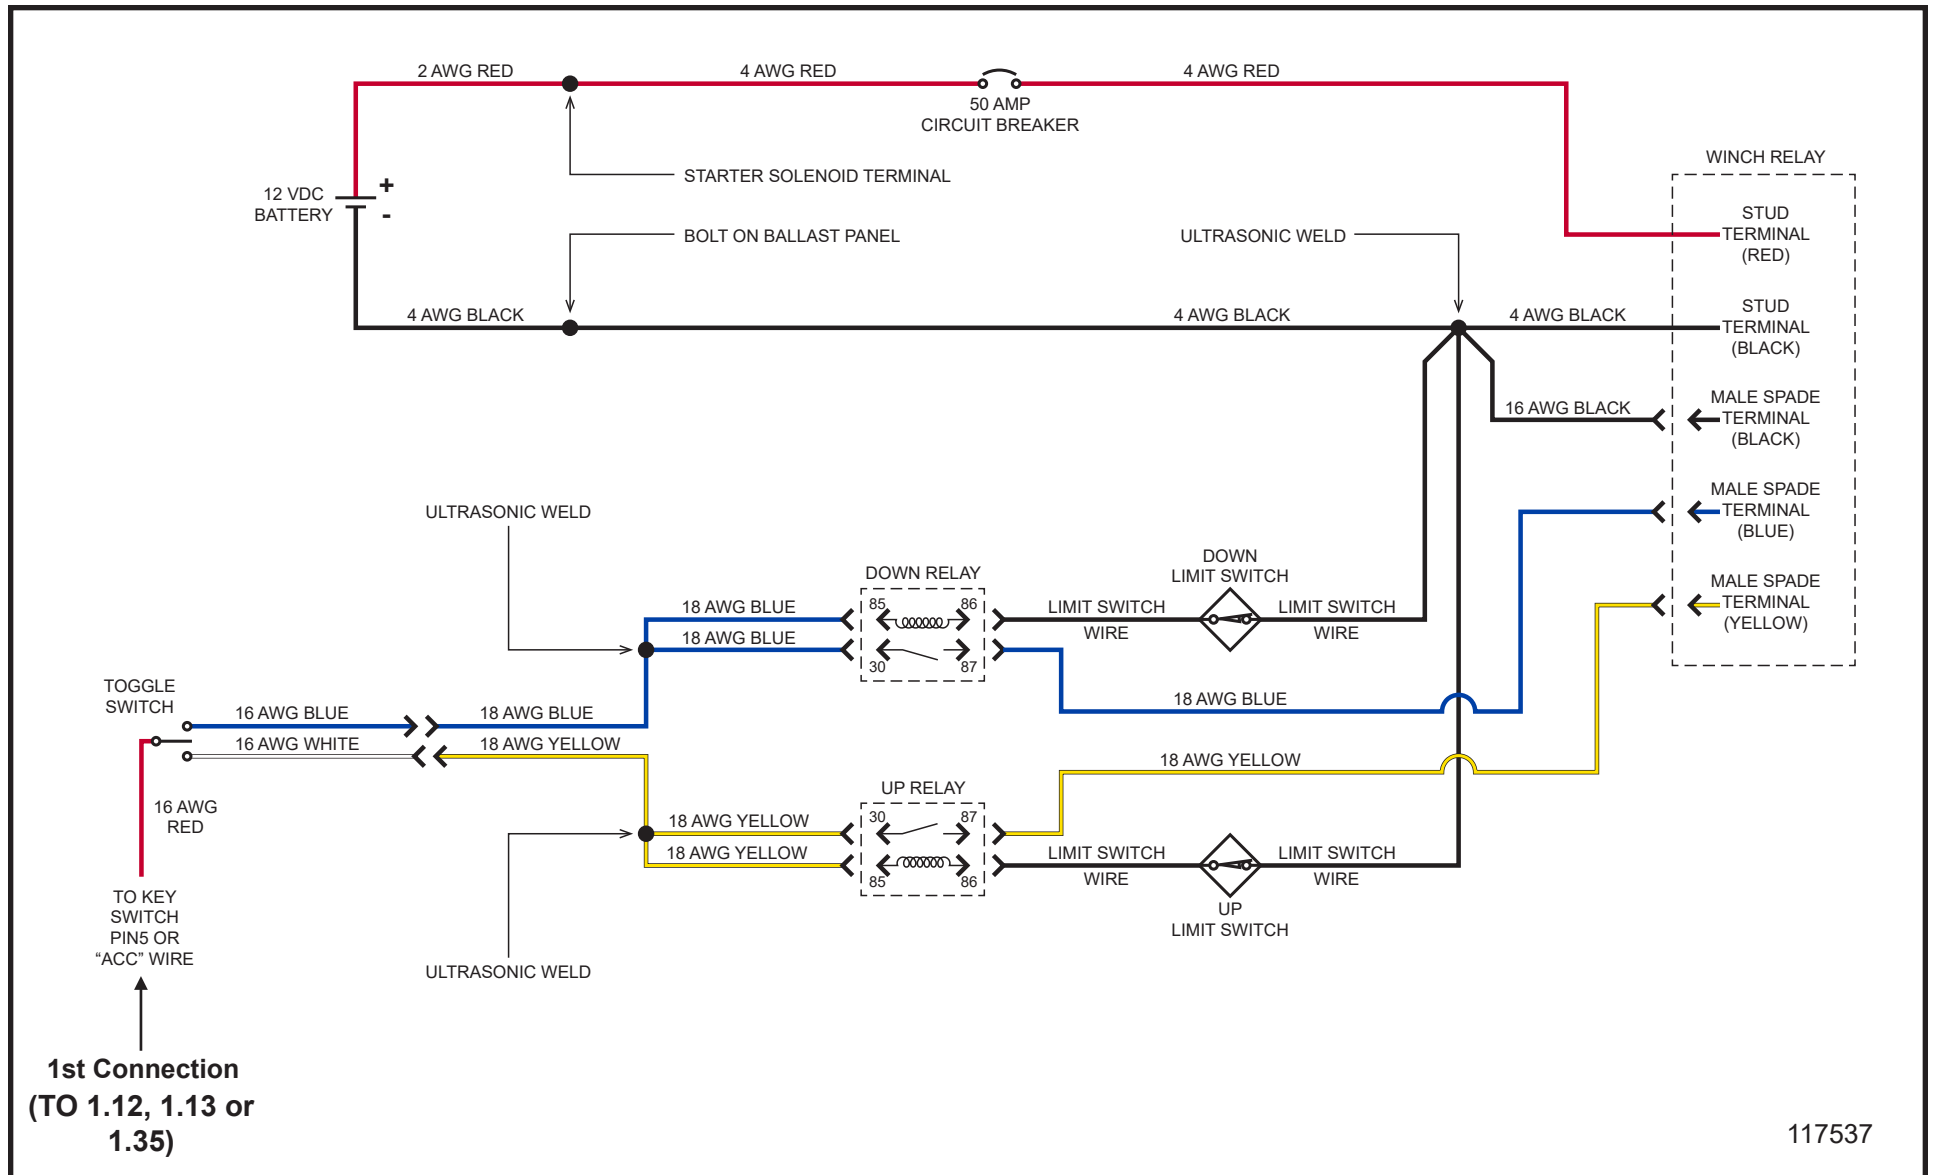 2 AWG RED
4 AWG RED
4 AWG RED
50 AMP
CIRCUIT BREAKER
WINCH RELAY
STARTER SOLENOID TERMINAL
12 VDC
BATTERY
+
-
STUD
TERMINAL
(RED)
BOLT ON BALLAST PANEL
ULTRASONIC WELD
4 AWG BLACK
4 AWG BLACK
4 AWG BLACK
STUD
TERMINAL
(BLACK)
16 AWG BLACK
MALE SPADE
TERMINAL
(BLACK)
MALE SPADE
TERMINAL
(BLUE)
MALE SPADE
TERMINAL
(YELLOW)
ULTRASONIC WELD
DOWN RELAY
85
86
30
87
18 AWG BLUE
18 AWG BLUE
DOWN
LIMIT SWITCH
LIMIT SWITCH
WIRE
LIMIT SWITCH
WIRE
TOGGLE
SWITCH
16 AWG BLUE
18 AWG BLUE
18 AWG BLUE
16 AWG WHITE
18 AWG YELLOW
18 AWG YELLOW
16 AWG
RED
UP RELAY
30
87
85
86
18 AWG YELLOW
18 AWG YELLOW
LIMIT SWITCH
WIRE
LIMIT SWITCH
WIRE
UP
LIMIT SWITCH
TO KEY
SWITCH
PIN5 OR
“ACC” WIRE
ULTRASONIC WELD
1st Connection
(TO 1.12, 1.13 or
1.35)
117537